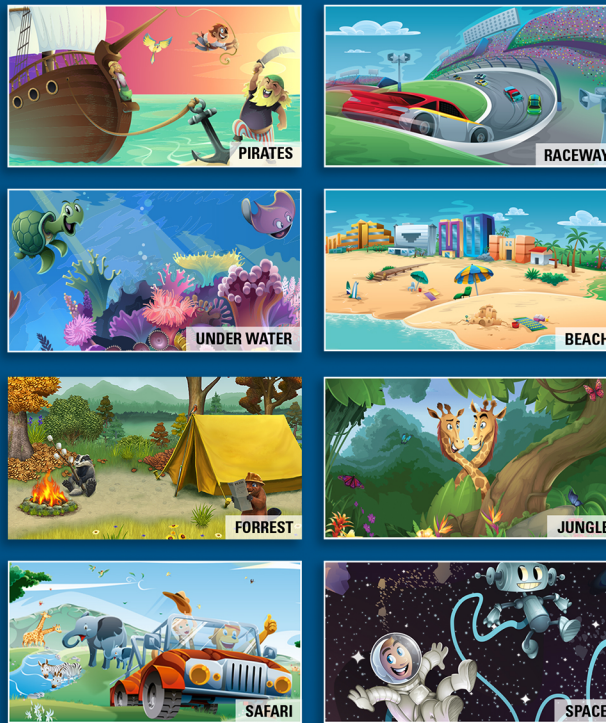 PIRATES
RACEWAY
UNDER WATER
BEACH
FORREST
JUNGLE
SAFARI
SPACE